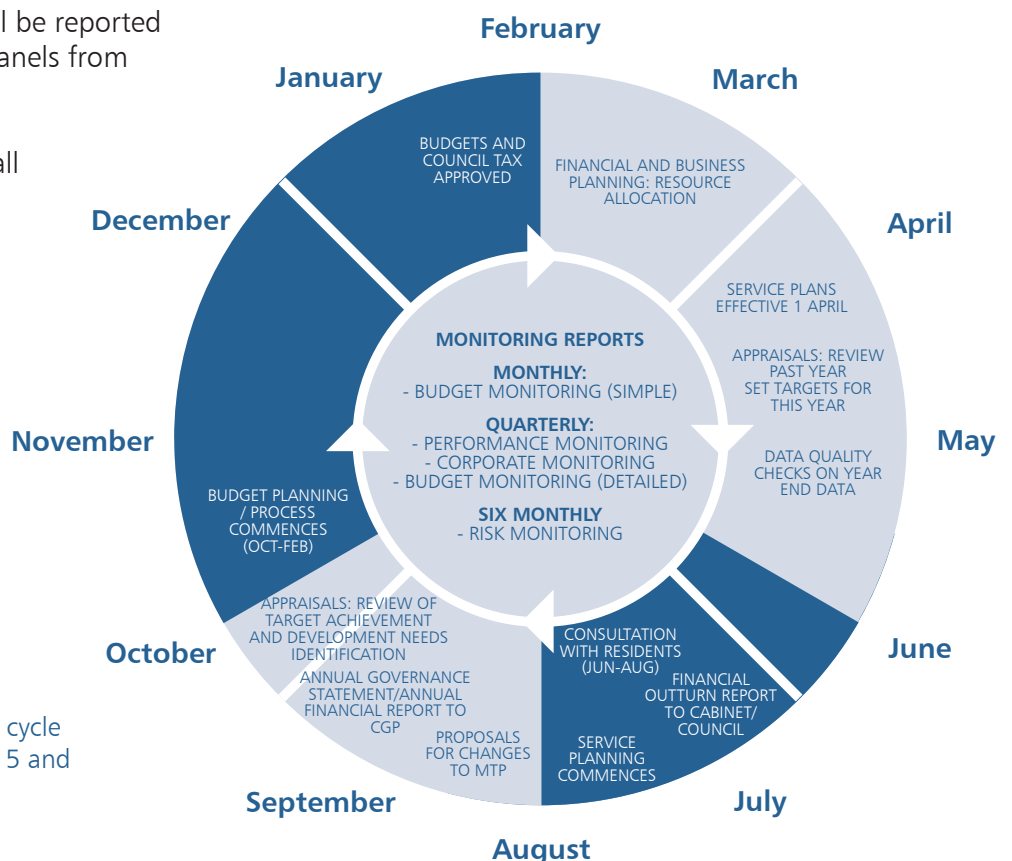 l be reported
anels from
all
cycle
5 and
February
March
April
May
June
July
August
September
October
November
December
January
BUDGETS AND
COUNCIL TAX
APPROVED
FINANCIAL AND BUSINESS
PLANNING: RESOURCE
ALLOCATION
SERVICE PLANS
EFFECTIVE 1 APRIL
APPRAISALS: REVIEW
PAST YEAR
SET TARGETS FOR
THIS YEAR
DATA QUALITY
CHECKS ON YEAR
END DATA
CONSULTATION
WITH RESIDENTS
(JUN-AUG)
FINANCIAL
OUTTURN REPORT
TO CABINET/
COUNCIL
SERVICE
PLANNING
COMMENCES
PROPOSALS
FOR CHANGES
TO MTP
ANNUAL GOVERNANCE
STATEMENT/ANNUAL
FINANCIAL REPORT TO
CGP
APPRAISALS: REVIEW OF
TARGET ACHIEVEMENT
AND DEVELOPMENT NEEDS
IDENTIFICATION
BUDGET PLANNING
/ PROCESS
COMMENCES
(OCT-FEB)
MONITORING REPORTS
MONTHLY:
- BUDGET MONITORING (SIMPLE)
QUARTERLY:
- PERFORMANCE MONITORING
- CORPORATE MONITORING
- BUDGET MONITORING (DETAILED)
SIX MONTHLY
- RISK MONITORING